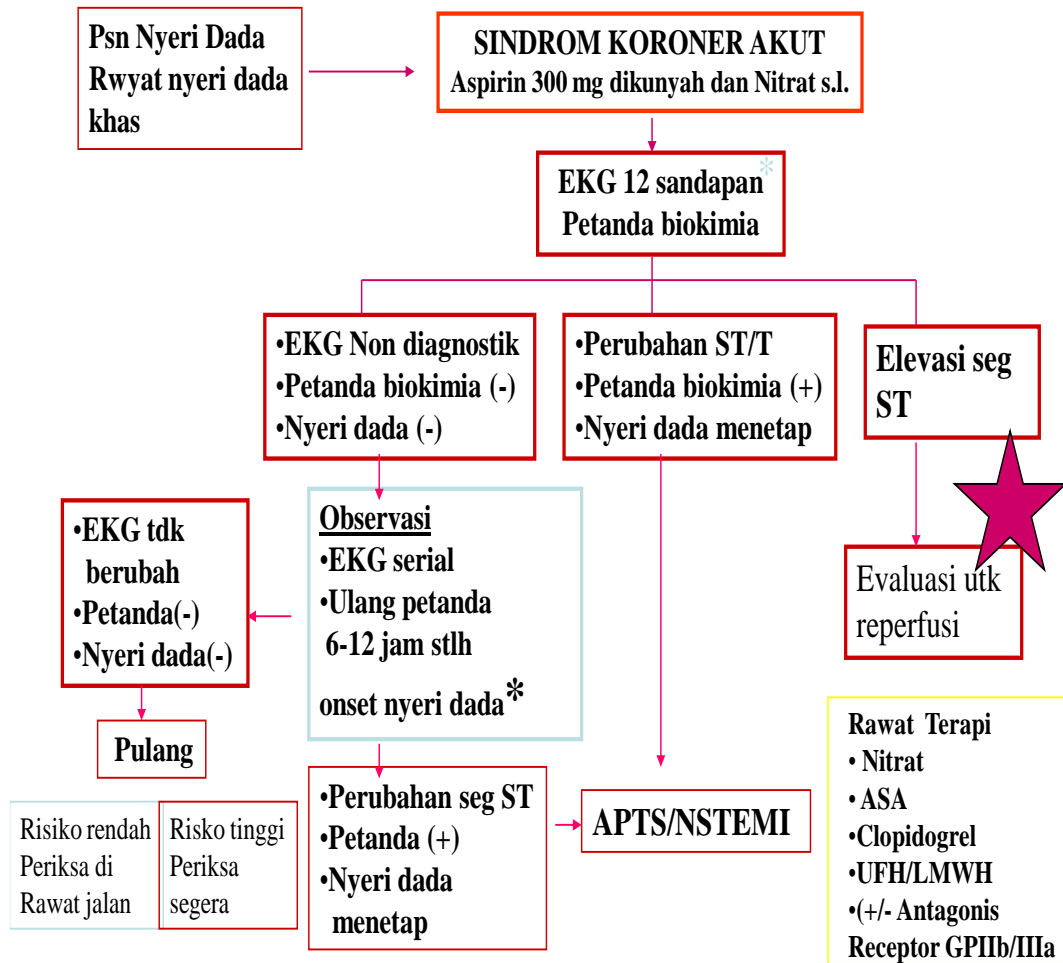 Psn Nyeri Dada
Rwyat nyeri dada
khas
SINDROM KORONER AKUT
Aspirin 300 mg dikunyah dan Nitrat s.l.
EKG 12 sandapan*
Petanda biokimia
•EKG Non diagnostik
•Petanda biokimia (-)
•Nyeri dada (-)
•Perubahan ST/T
•Petanda biokimia (+)
•Nyeri dada menetap
Elevasi seg
ST
•EKG tdk
berubah
•Petanda(-)
•Nyeri dada(-)
Observasi
•EKG serial
•Ulang petanda
6-12 jam stlh
onset nyeri dada*
Evaluasi utk
reperfusi
Pulang
Risiko rendah
Periksa di
Rawat jalan
Risko tinggi
Periksa
segera
•Perubahan seg ST
•Petanda (+)
•Nyeri dada
menetap
APTS/NSTEMI
Rawat Terapi
• Nitrat
• ASA
•Clopidogrel
•UFH/LMWH
•(+/- Antagonis
Receptor GPIIb/IIIa